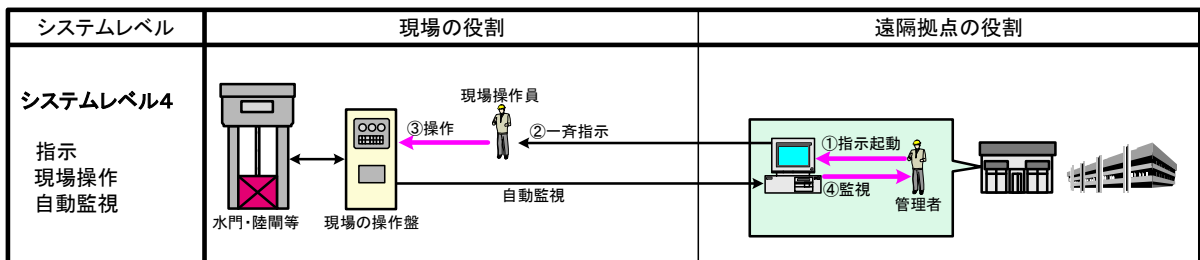 システムレベル
現場の役割
遠隔拠点の役割
システムレベル4
指示
現場操作
自動監視
水門・陸閘等
現場の操作盤
③操作
現場操作員
②一斉指示
自動監視
①指示起動
④監視
管理者